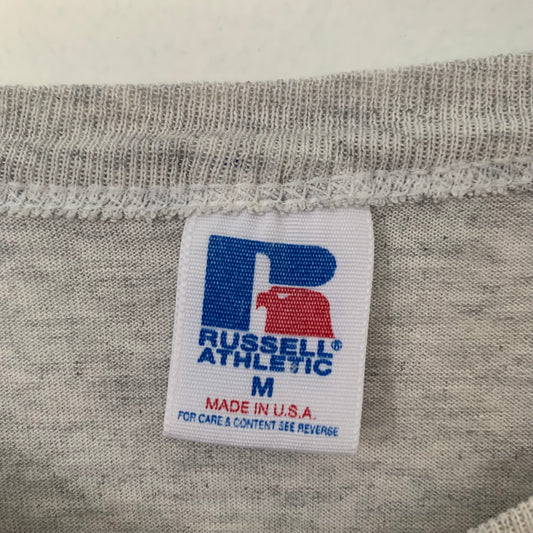 RUSSELL®
ATHLETIC
M
MADE IN U.S.A.
FOR CARE & CONTENT SEE REVERSE